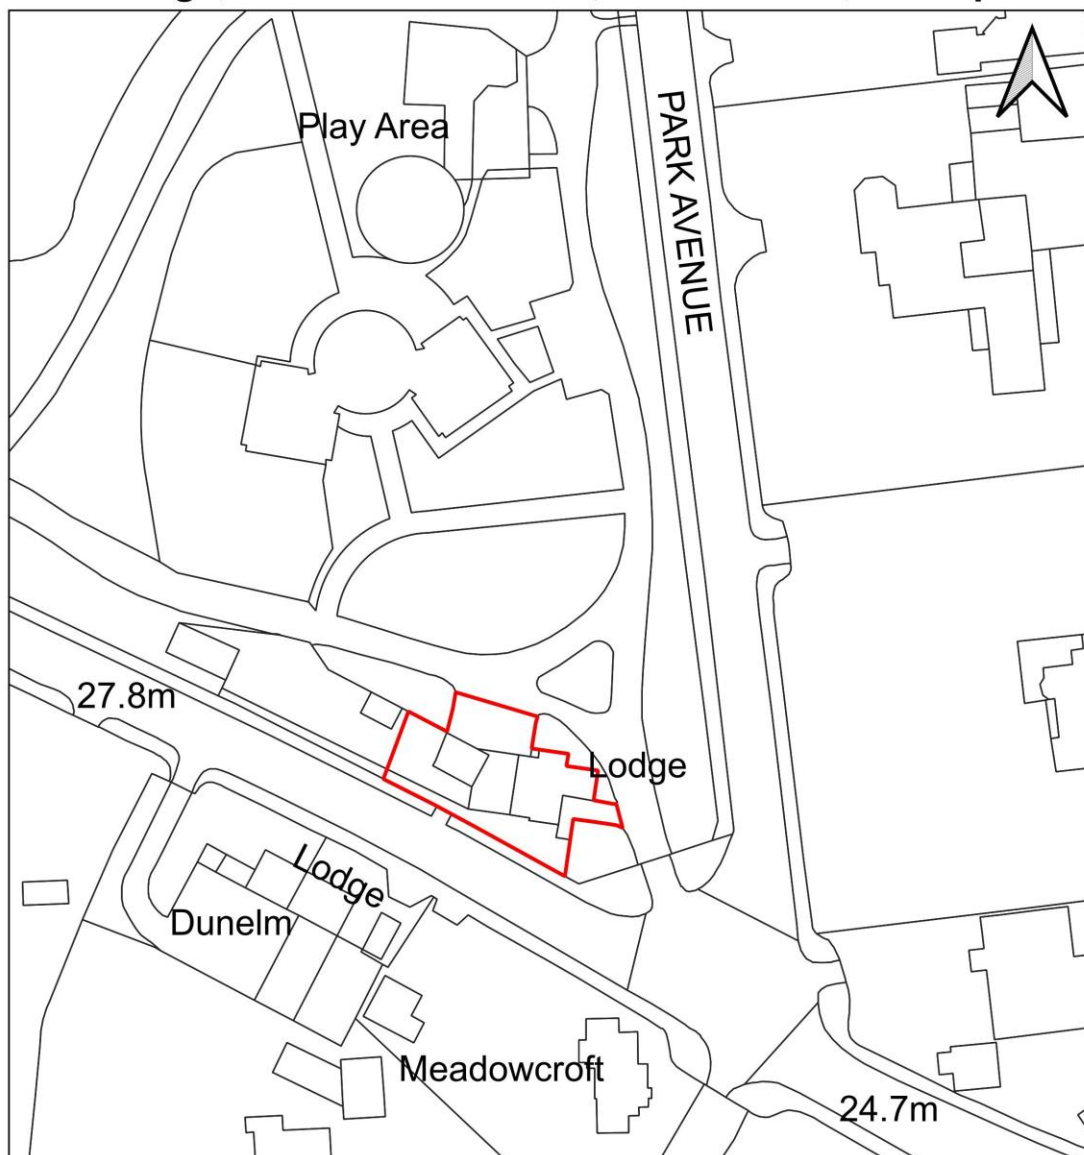 Play Area
PARK AVENUE
27.8m
Lodge
Lodge
Dunelm
Meadowcroft
24.7m